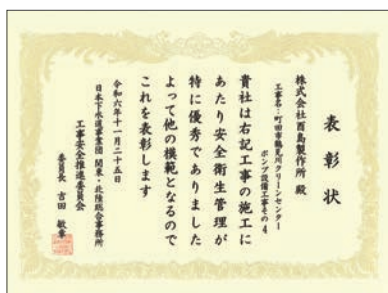 表彰状
株式会社酉島製作所 殿
工事名:町田市鶴見川クリーンセンター
ポンプ設備工事その4
貴社は右記工事の施工に
あたり安全衛生管理が
特に優秀でありました
よって他の模範となるので
これを表彰します
令和六年十一月二十五日
日本下水道事業団 関東・北陸総合事務所
工事安全推進委員会
委員長 吉田 敏章